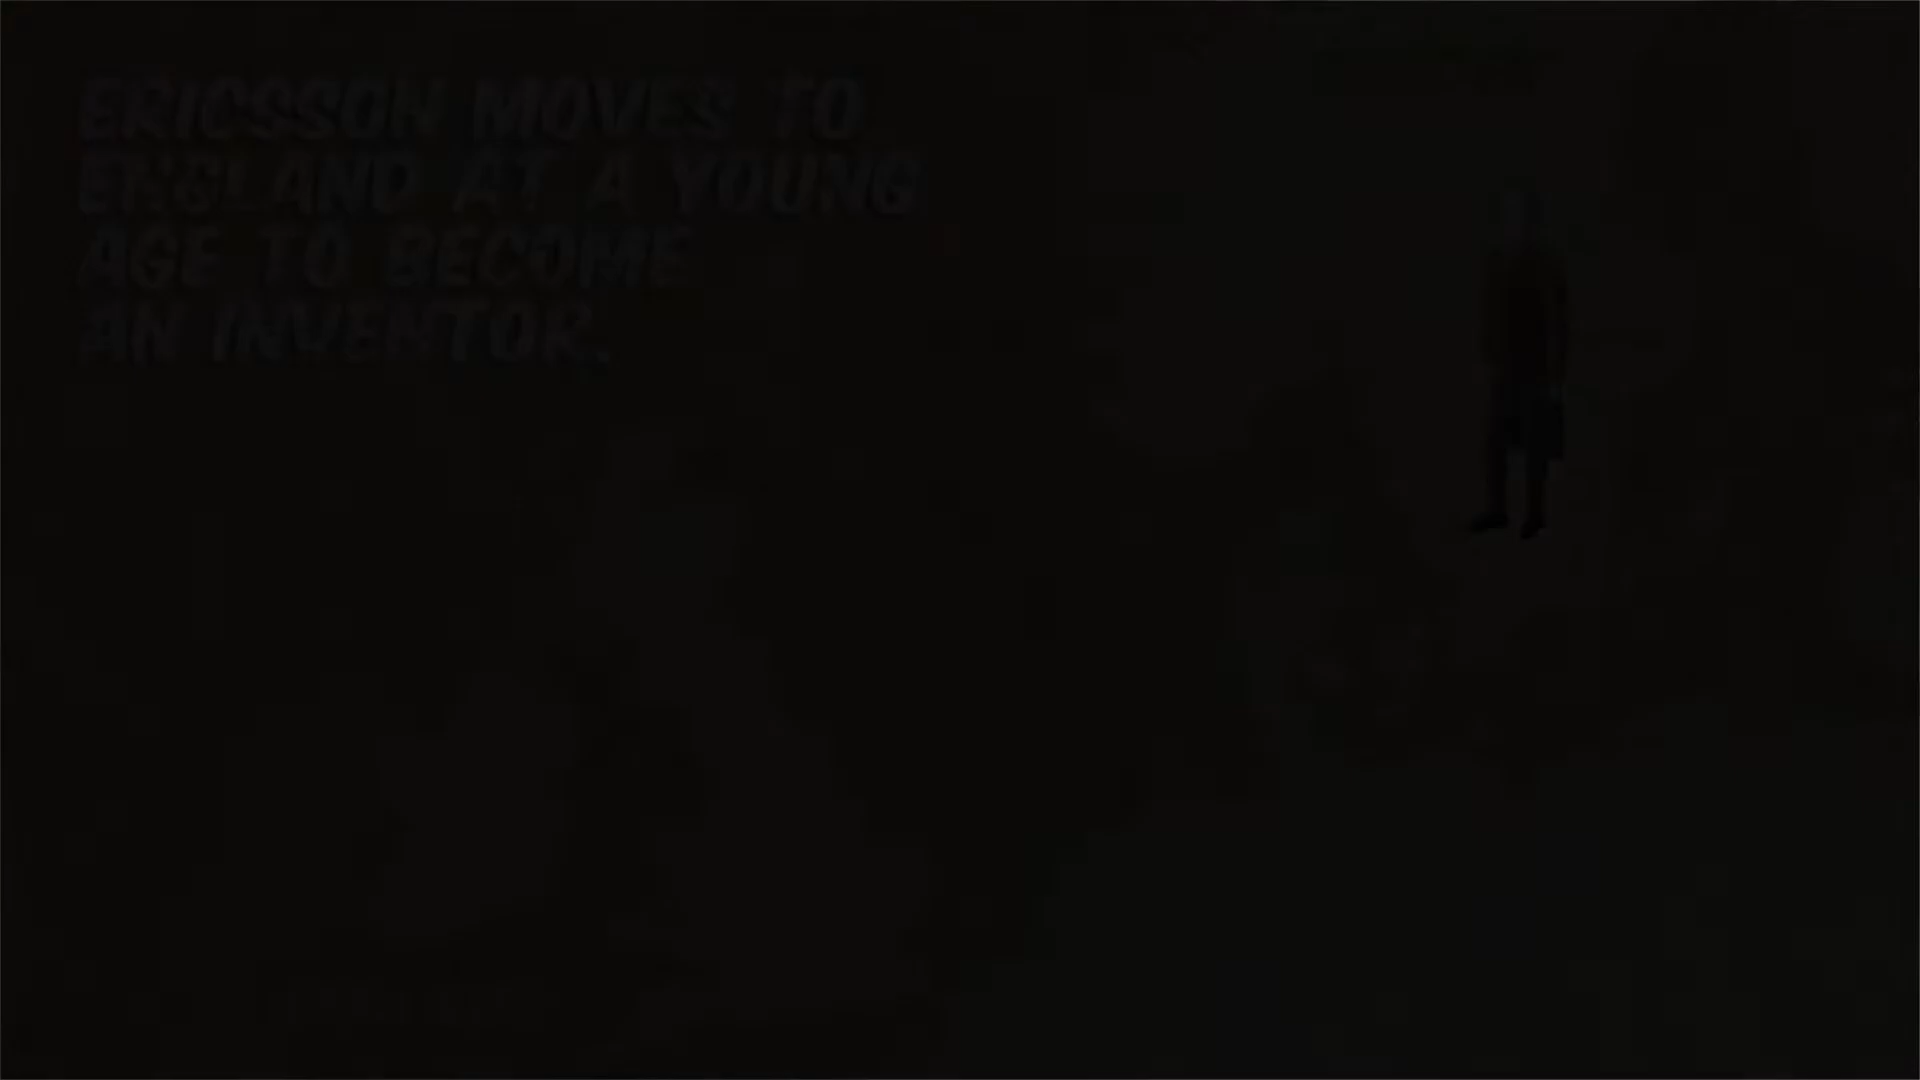 ERICSSON MOVES TO
ENGLAND AT A YOUNG
AGE TO BECOME
AN INVENTOR.